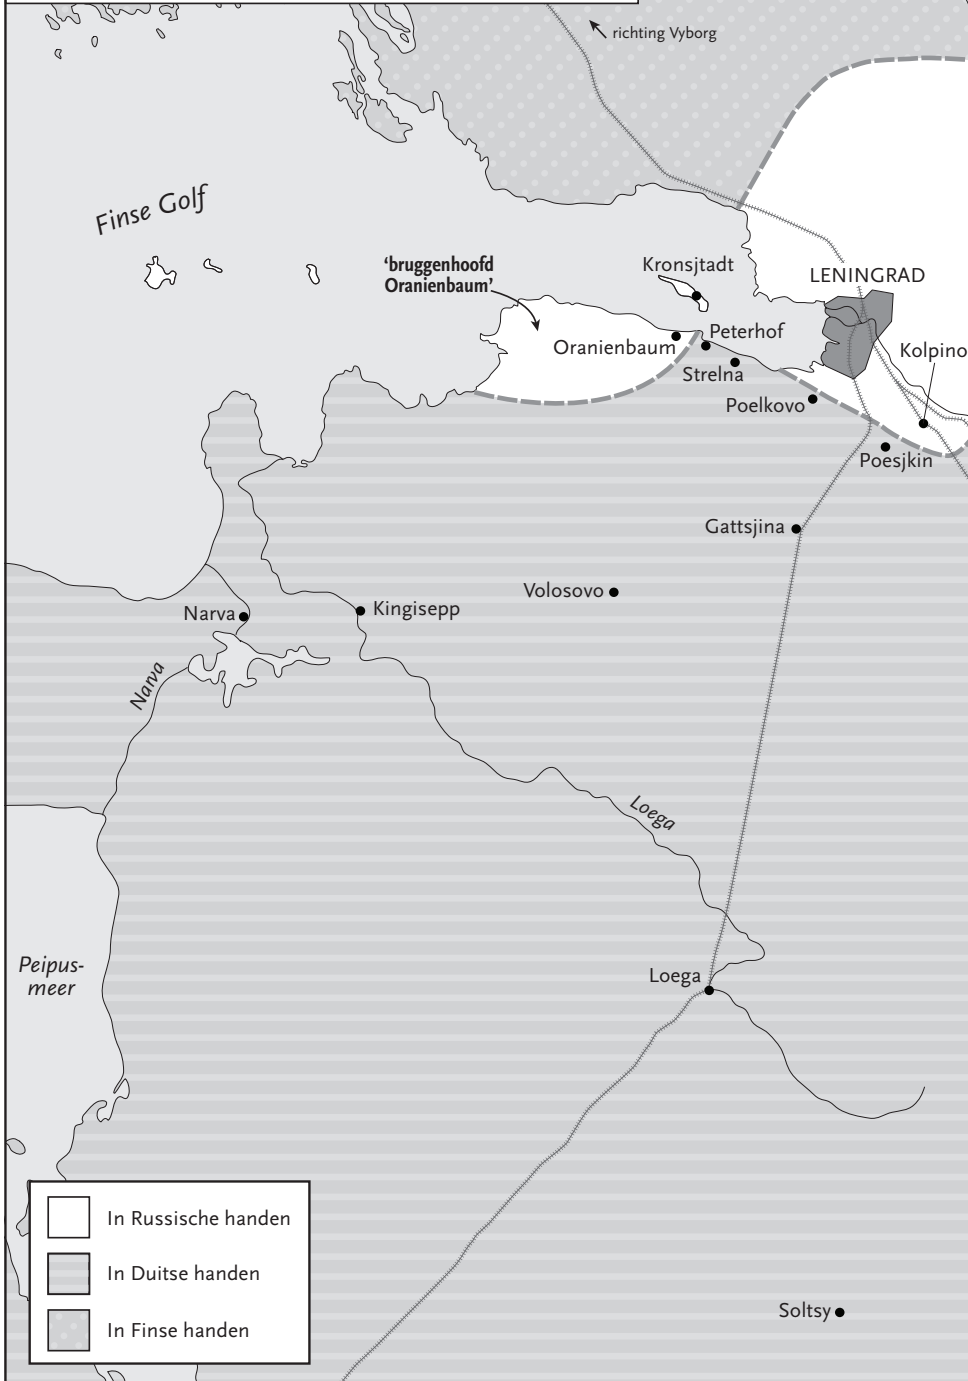 richting Vyborg
Finse Golf
'bruggenhoofd
Oranienbaum'
Kronsjtadt
LENINGRAD
Peterhof
Oranienbaum
Kolpino
Strelna
Poelkovo
Poesjkin
Gattsjina
Volosovo
Narva
Kingisepp
Narva
Loega
Peipus-
meer
Loega
In Russische handen
In Duitse handen
In Finse handen
Soltsy